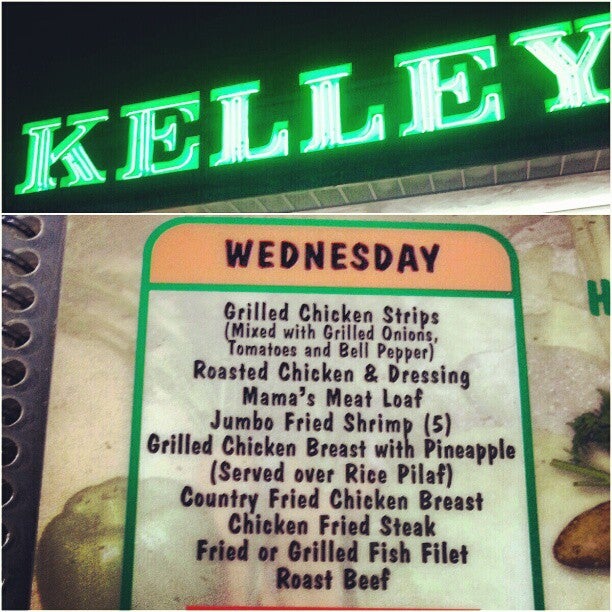 KELLEY
WEDNESDAY
Grilled Chicken Strips
(Mixed with Grilled Onions,
Tomatoes and Bell Pepper)
Roasted Chicken & Dressing
Mama's Meat Loaf
Jumbo Fried Shrimp (5)
Grilled Chicken Breast with Pineapple
(Served over Rice Pilaf)
Country Fried Chicken Breast
Chicken Fried Steak
Fried or Grilled Fish Filet
Roast Beef
H